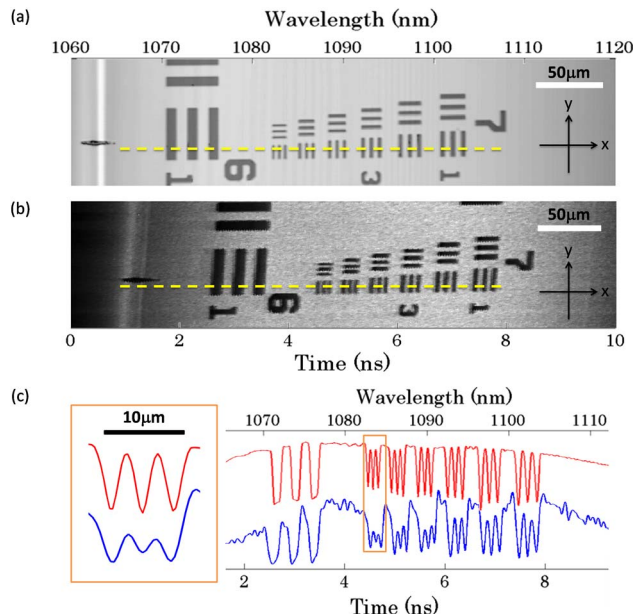 (a)
Wavelength (nm)
1060 1070 1080 1090 1100 1110 1120
50μm
y
x
7
1 6 3 1
(b)
50μm
y
x
7
1 6 3 1
0 2 4 6 8 10
Time (ns)
(c)
Wavelength (nm)
10μm
1070 1080 1090 1100 1110
2 4 6 8
Time (ns)